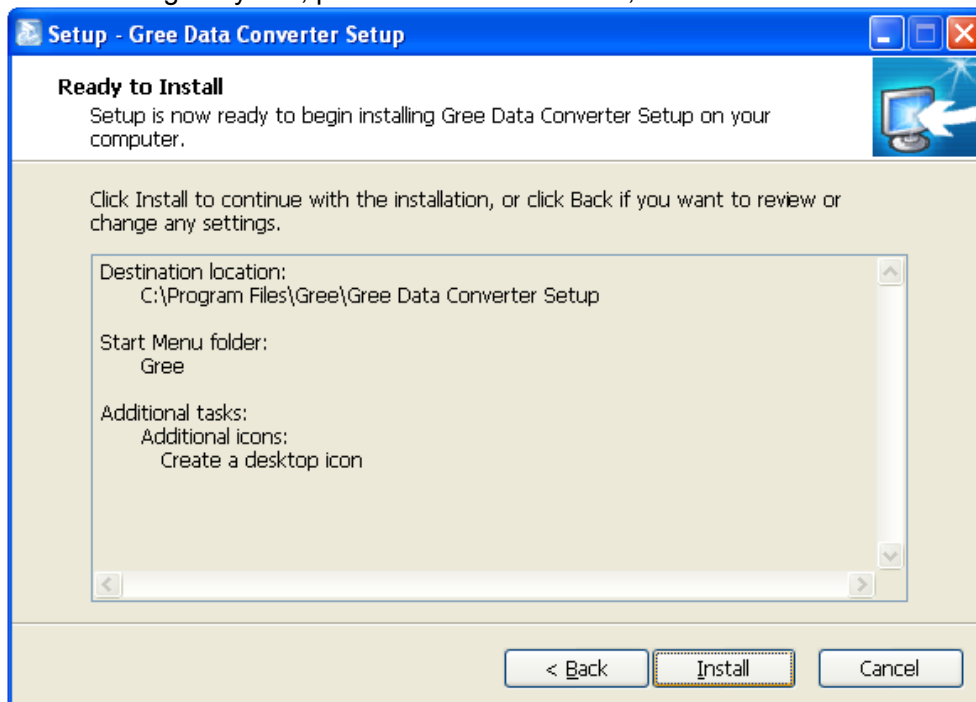 Setup - Gree Data Converter Setup
Ready to Install
Setup is now ready to begin installing Gree Data Converter Setup on your
computer.
Click Install to continue with the installation, or click Back if you want to review or
change any settings.
Destination location:
C:\Program Files\Gree\Gree Data Converter Setup
Start Menu folder:
Gree
Additional tasks:
Additional icons:
Create a desktop icon
< Back Install Cancel